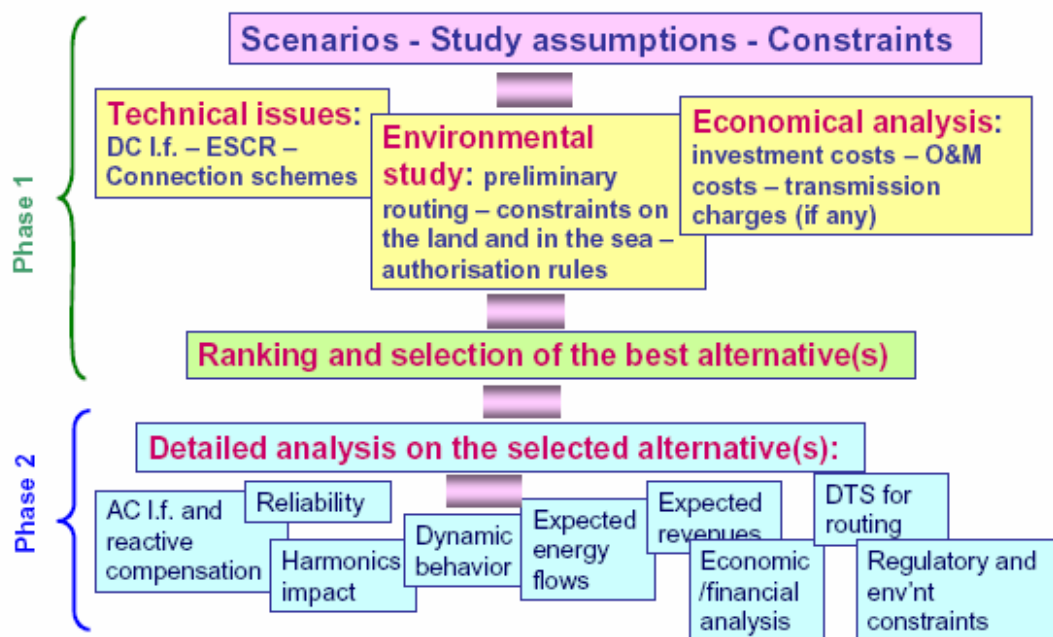 Scenarios - Study assumptions - Constraints
Technical issues:
DC l.f. – ESCR –
Connection schemes
Environmental
study: preliminary
routing – constraints on
the land and in the sea –
authorisation rules
Economical analysis:
investment costs – O&M
costs – transmission
charges (if any)
Phase 1
Ranking and selection of the best alternative(s)
Phase 2
Detailed analysis on the selected alternative(s):
AC l.f. and
reactive
compensation
Reliability
Harmonics
impact
Dynamic
behavior
Expected
energy
flows
Expected
revenues
Economic
/financial
analysis
DTS for
routing
Regulatory and
env'nt
constraints